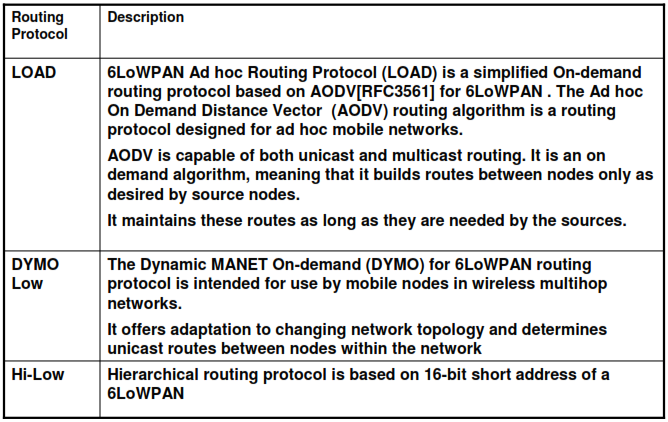 Routing
Protocol
Description
LOAD
6LoWPAN Ad hoc Routing Protocol (LOAD) is a simplified On-demand
routing protocol based on AODV[RFC3561] for 6LoWPAN . The Ad hoc
On Demand Distance Vector (AODV) routing algorithm is a routing
protocol designed for ad hoc mobile networks.
AODV is capable of both unicast and multicast routing. It is an on
demand algorithm, meaning that it builds routes between nodes only as
desired by source nodes.
It maintains these routes as long as they are needed by the sources.
DYMO
Low
The Dynamic MANET On-demand (DYMO) for 6LoWPAN routing
protocol is intended for use by mobile nodes in wireless multihop
networks.
It offers adaptation to changing network topology and determines
unicast routes between nodes within the network
Hi-Low
Hierarchical routing protocol is based on 16-bit short address of a
6LoWPAN